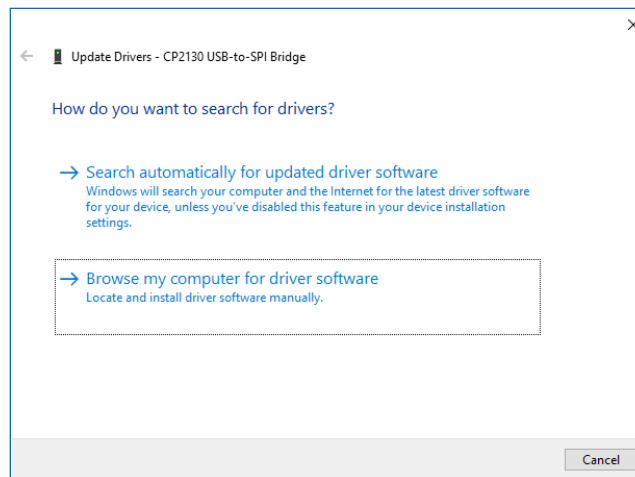 Update Drivers - CP2130 USB-to-SPI Bridge
How do you want to search for drivers?
Search automatically for updated driver software
Windows will search your computer and the Internet for the latest driver software
for your device, unless you've disabled this feature in your device installation
settings.
Browse my computer for driver software
Locate and install driver software manually.
Cancel